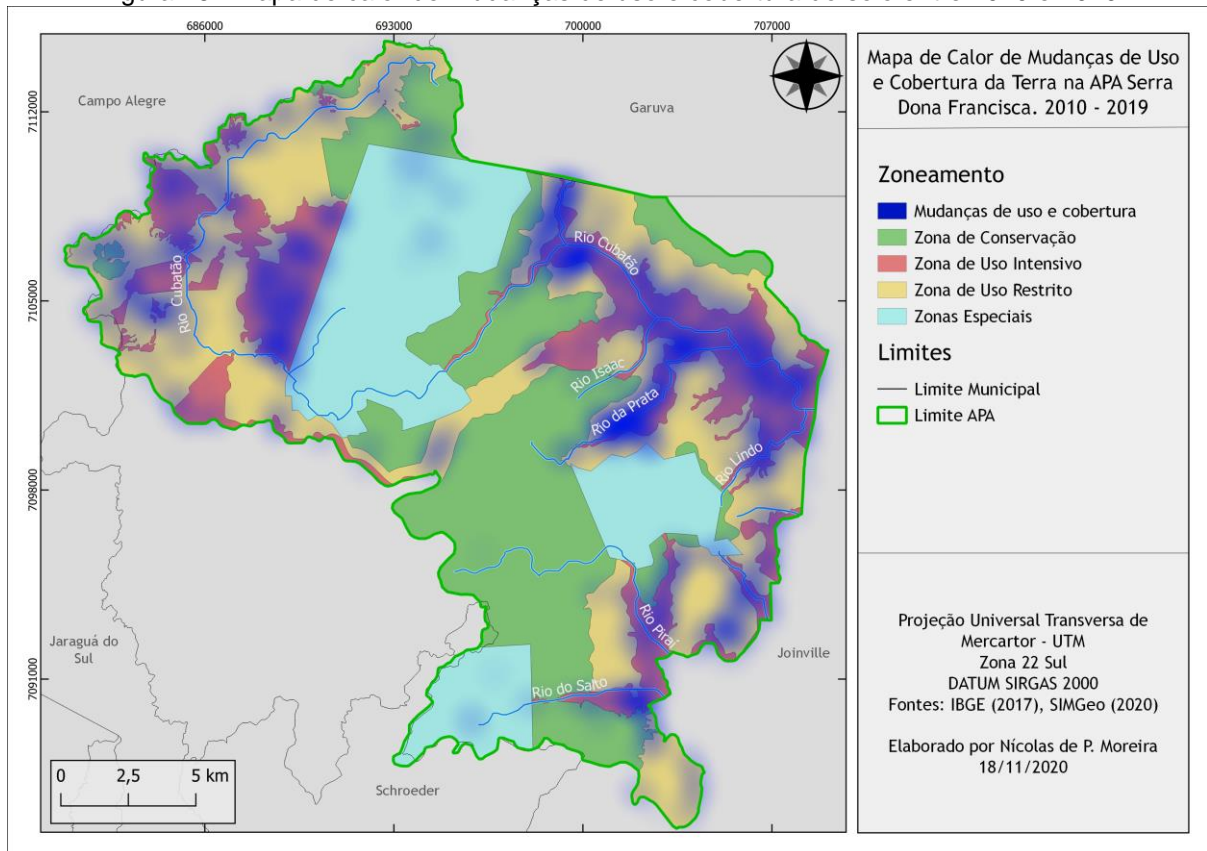 686000
693000
700000
707000
7112000
7105000
7098000
7091000
Campo Alegre
Garuva
Rio Cubatão
Rio Cubatão
Rio Isaac
Rio da Prata
Rio Lindo
Rio Piraí
Rio do Salto
Jaraguá do
Sul
Joinville
Schroeder
0 2,5 5 km
Mapa de Calor de Mudanças de Uso
e Cobertura da Terra na APA Serra
Dona Francisca. 2010 - 2019
Zoneamento
Mudanças de uso e cobertura
Zona de Conservação
Zona de Uso Intensivo
Zona de Uso Restrito
Zonas Especiais
Limites
Limite Municipal
Limite APA
Projeção Universal Transversa de
Mercartor - UTM
Zona 22 Sul
DATUM SIRGAS 2000
Fontes: IBGE (2017), SIMGeo (2020)
Elaborado por Nícolas de P. Moreira
18/11/2020